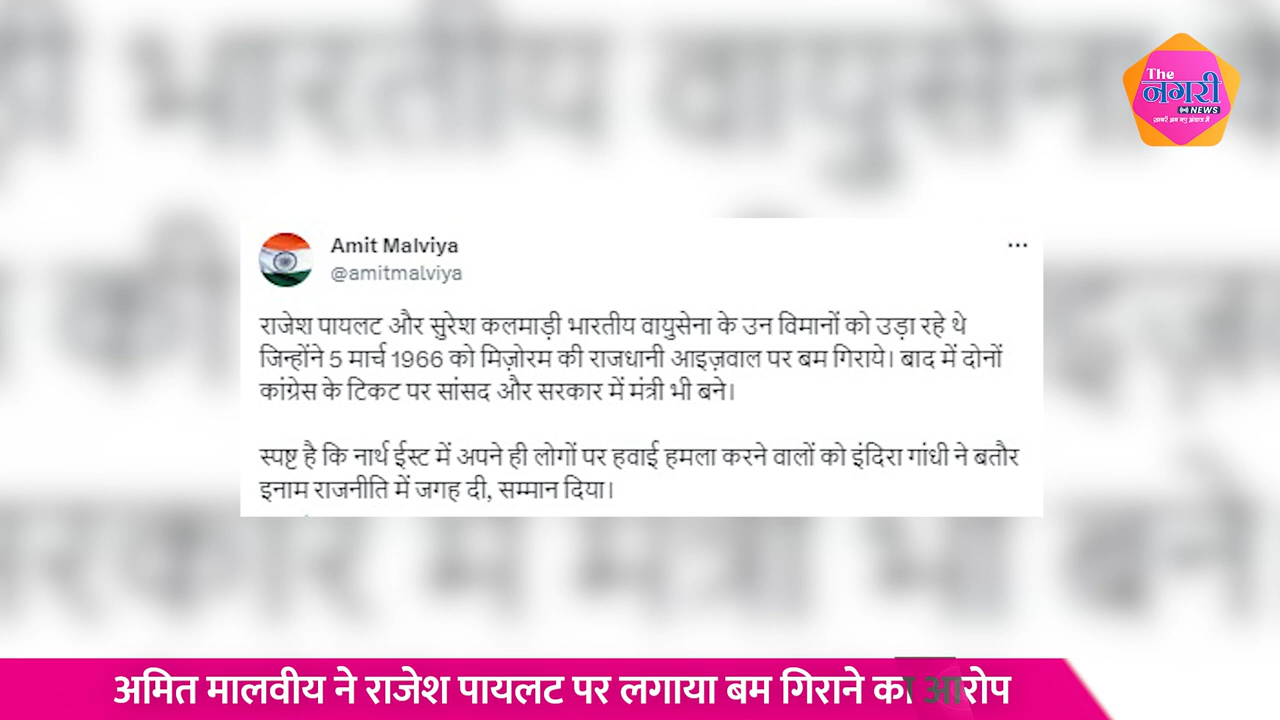 The
नगरी
NEWS
Amit Malviya
@amitmalviya
राजेश पायलट और सुरेश कलमाड़ी भारतीय वायुसेना के उन विमानों को उड़ा रहे थे
जिन्होंने 5 मार्च 1966 को मिज़ोरम की राजधानी आइज़वाल पर बम गिराये। बाद में दोनों
कांग्रेस के टिकट पर सांसद और सरकार में मंत्री भी बने।
स्पष्ट है कि नार्थ ईस्ट में अपने ही लोगों पर हवाई हमला करने वालों को इंदिरा गांधी ने बतौर
इनाम राजनीति में जगह दी, सम्मान दिया।
अमित मालवीय ने राजेश पायलट पर लगाया बम गिराने का आरोप